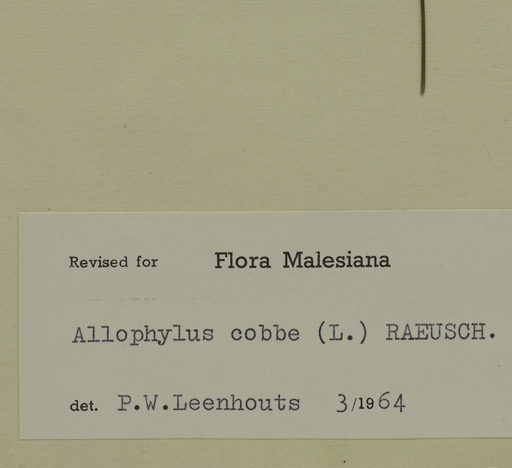 Revised for Flora Malesiana
Allophylus cobbe (L.) RAEUSCH.
det. P.W.Leenhouts 3/1964